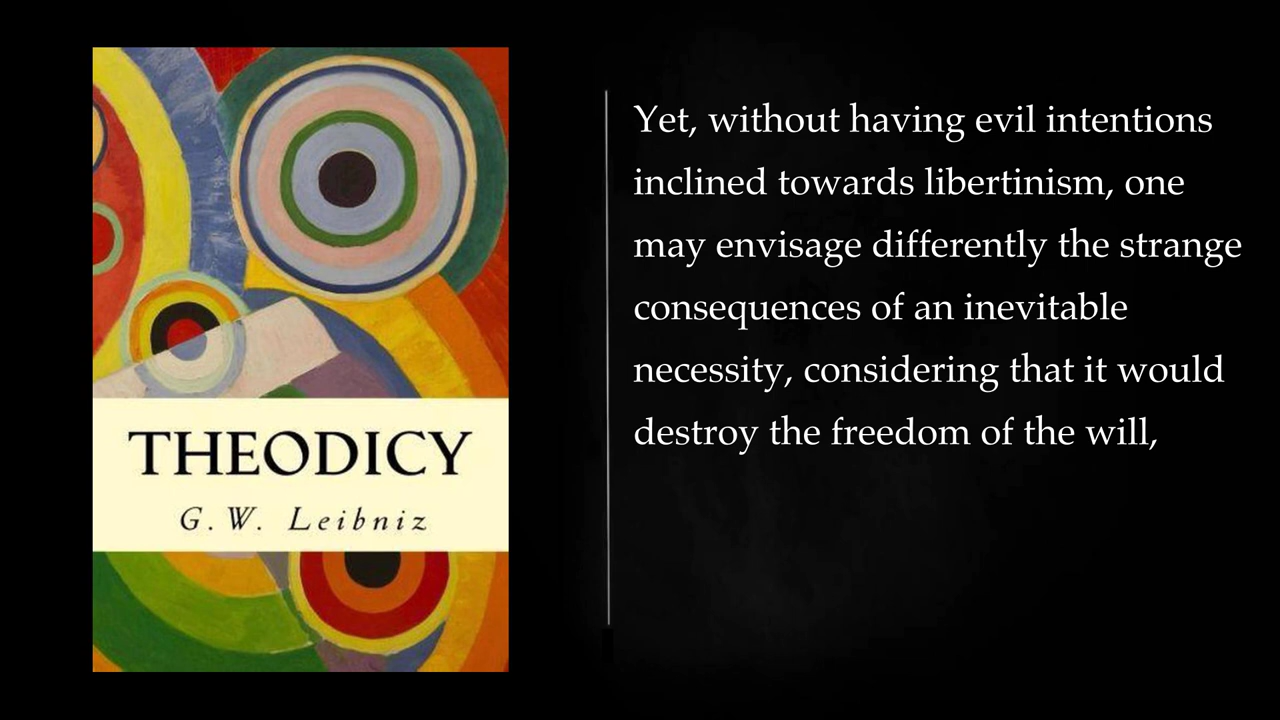 THEODICY
G.W. Leibniz
Yet, without having evil intentions
inclined towards libertinism, one
may envisage differently the strange
consequences of an inevitable
necessity, considering that it would
destroy the freedom of the will,